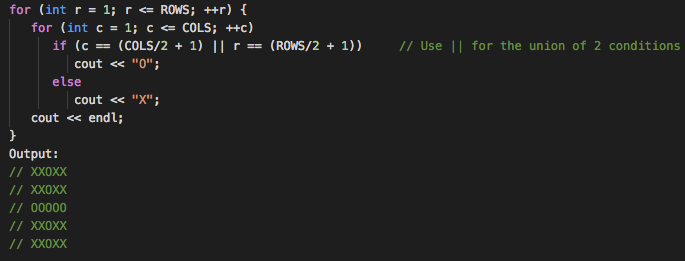 for (int r = 1; r <= ROWS; ++r) {
for (int c = 1; c <= COLS; ++c)
if (c == (COLS/2 + 1) || r == (ROWS/2 + 1)) // Use || for the union of 2 conditions
cout << "O";
else
cout << "X";
cout << endl;
}
Output:
// XXOXX
// XXOXX
// OOOOO
// XXOXX
// XXOXX